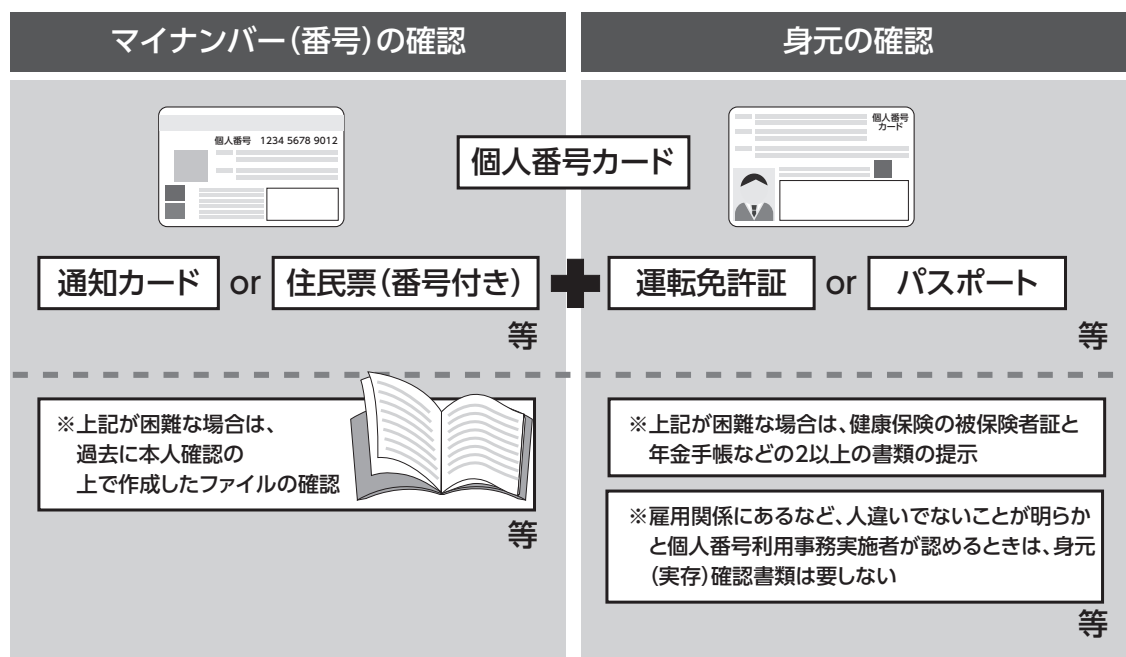 マイナンバー(番号)の確認
身元の確認
個人番号 1234 5678 9012
個人番号カード
個人番号
カード
通知カード or 住民票(番号付き)
等
運転免許証 or パスポート
等
※上記が困難な場合は、
過去に本人確認の
上で作成したファイルの確認
等
※上記が困難な場合は、健康保険の被保険者証と
年金手帳などの2以上の書類の提示
※雇用関係にあるなど、人違いでないことが明らか
と個人番号利用事務実施者が認めるときは、身元
(実存)確認書類は要しない
等